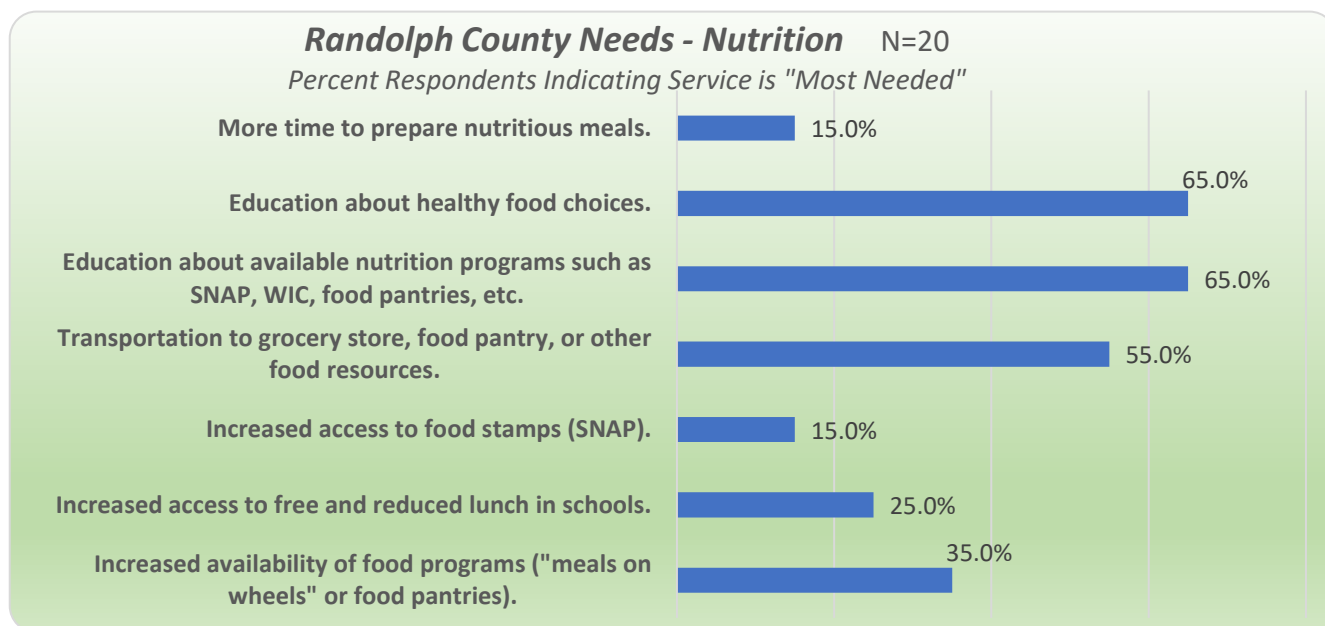 Randolph County Needs - Nutrition N=20
Percent Respondents Indicating Service is "Most Needed"
More time to prepare nutritious meals.
15.0%
Education about healthy food choices.
65.0%
Education about available nutrition programs such as
SNAP, WIC, food pantries, etc.
65.0%
Transportation to grocery store, food pantry, or other
food resources.
55.0%
Increased access to food stamps (SNAP).
15.0%
Increased access to free and reduced lunch in schools.
25.0%
Increased availability of food programs ("meals on
wheels" or food pantries).
35.0%